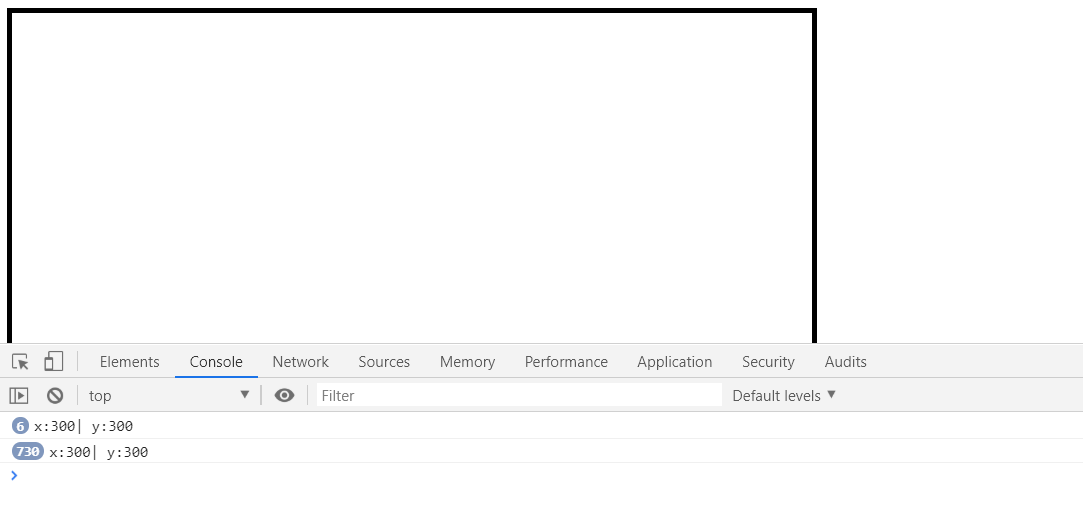 Elements Console Network Sources Memory Performance Application Security Audits
top Filter Default levels
6 x:300| y:300
730 x:300| y:300